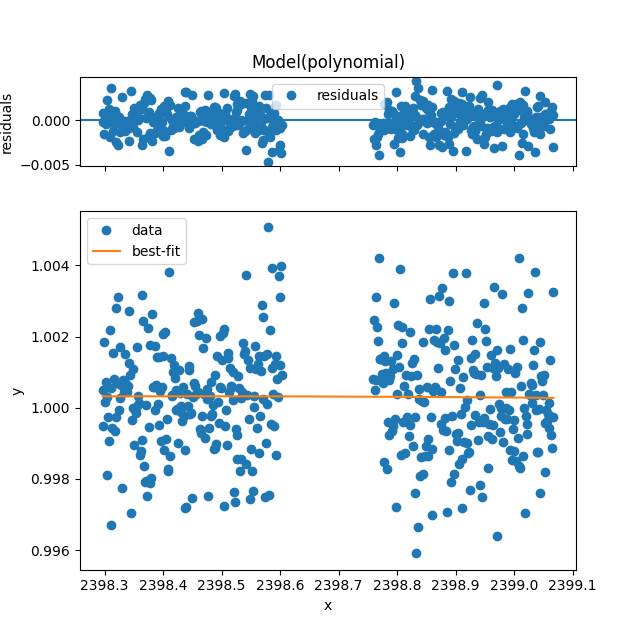 Model(polynomial)
residuals
0.000
−0.005
residuals
data
best-fit
y
1.004
1.002
1.000
0.998
0.996
2398.3 2398.4 2398.5 2398.6 2398.7 2398.8 2398.9 2399.0 2399.1
x